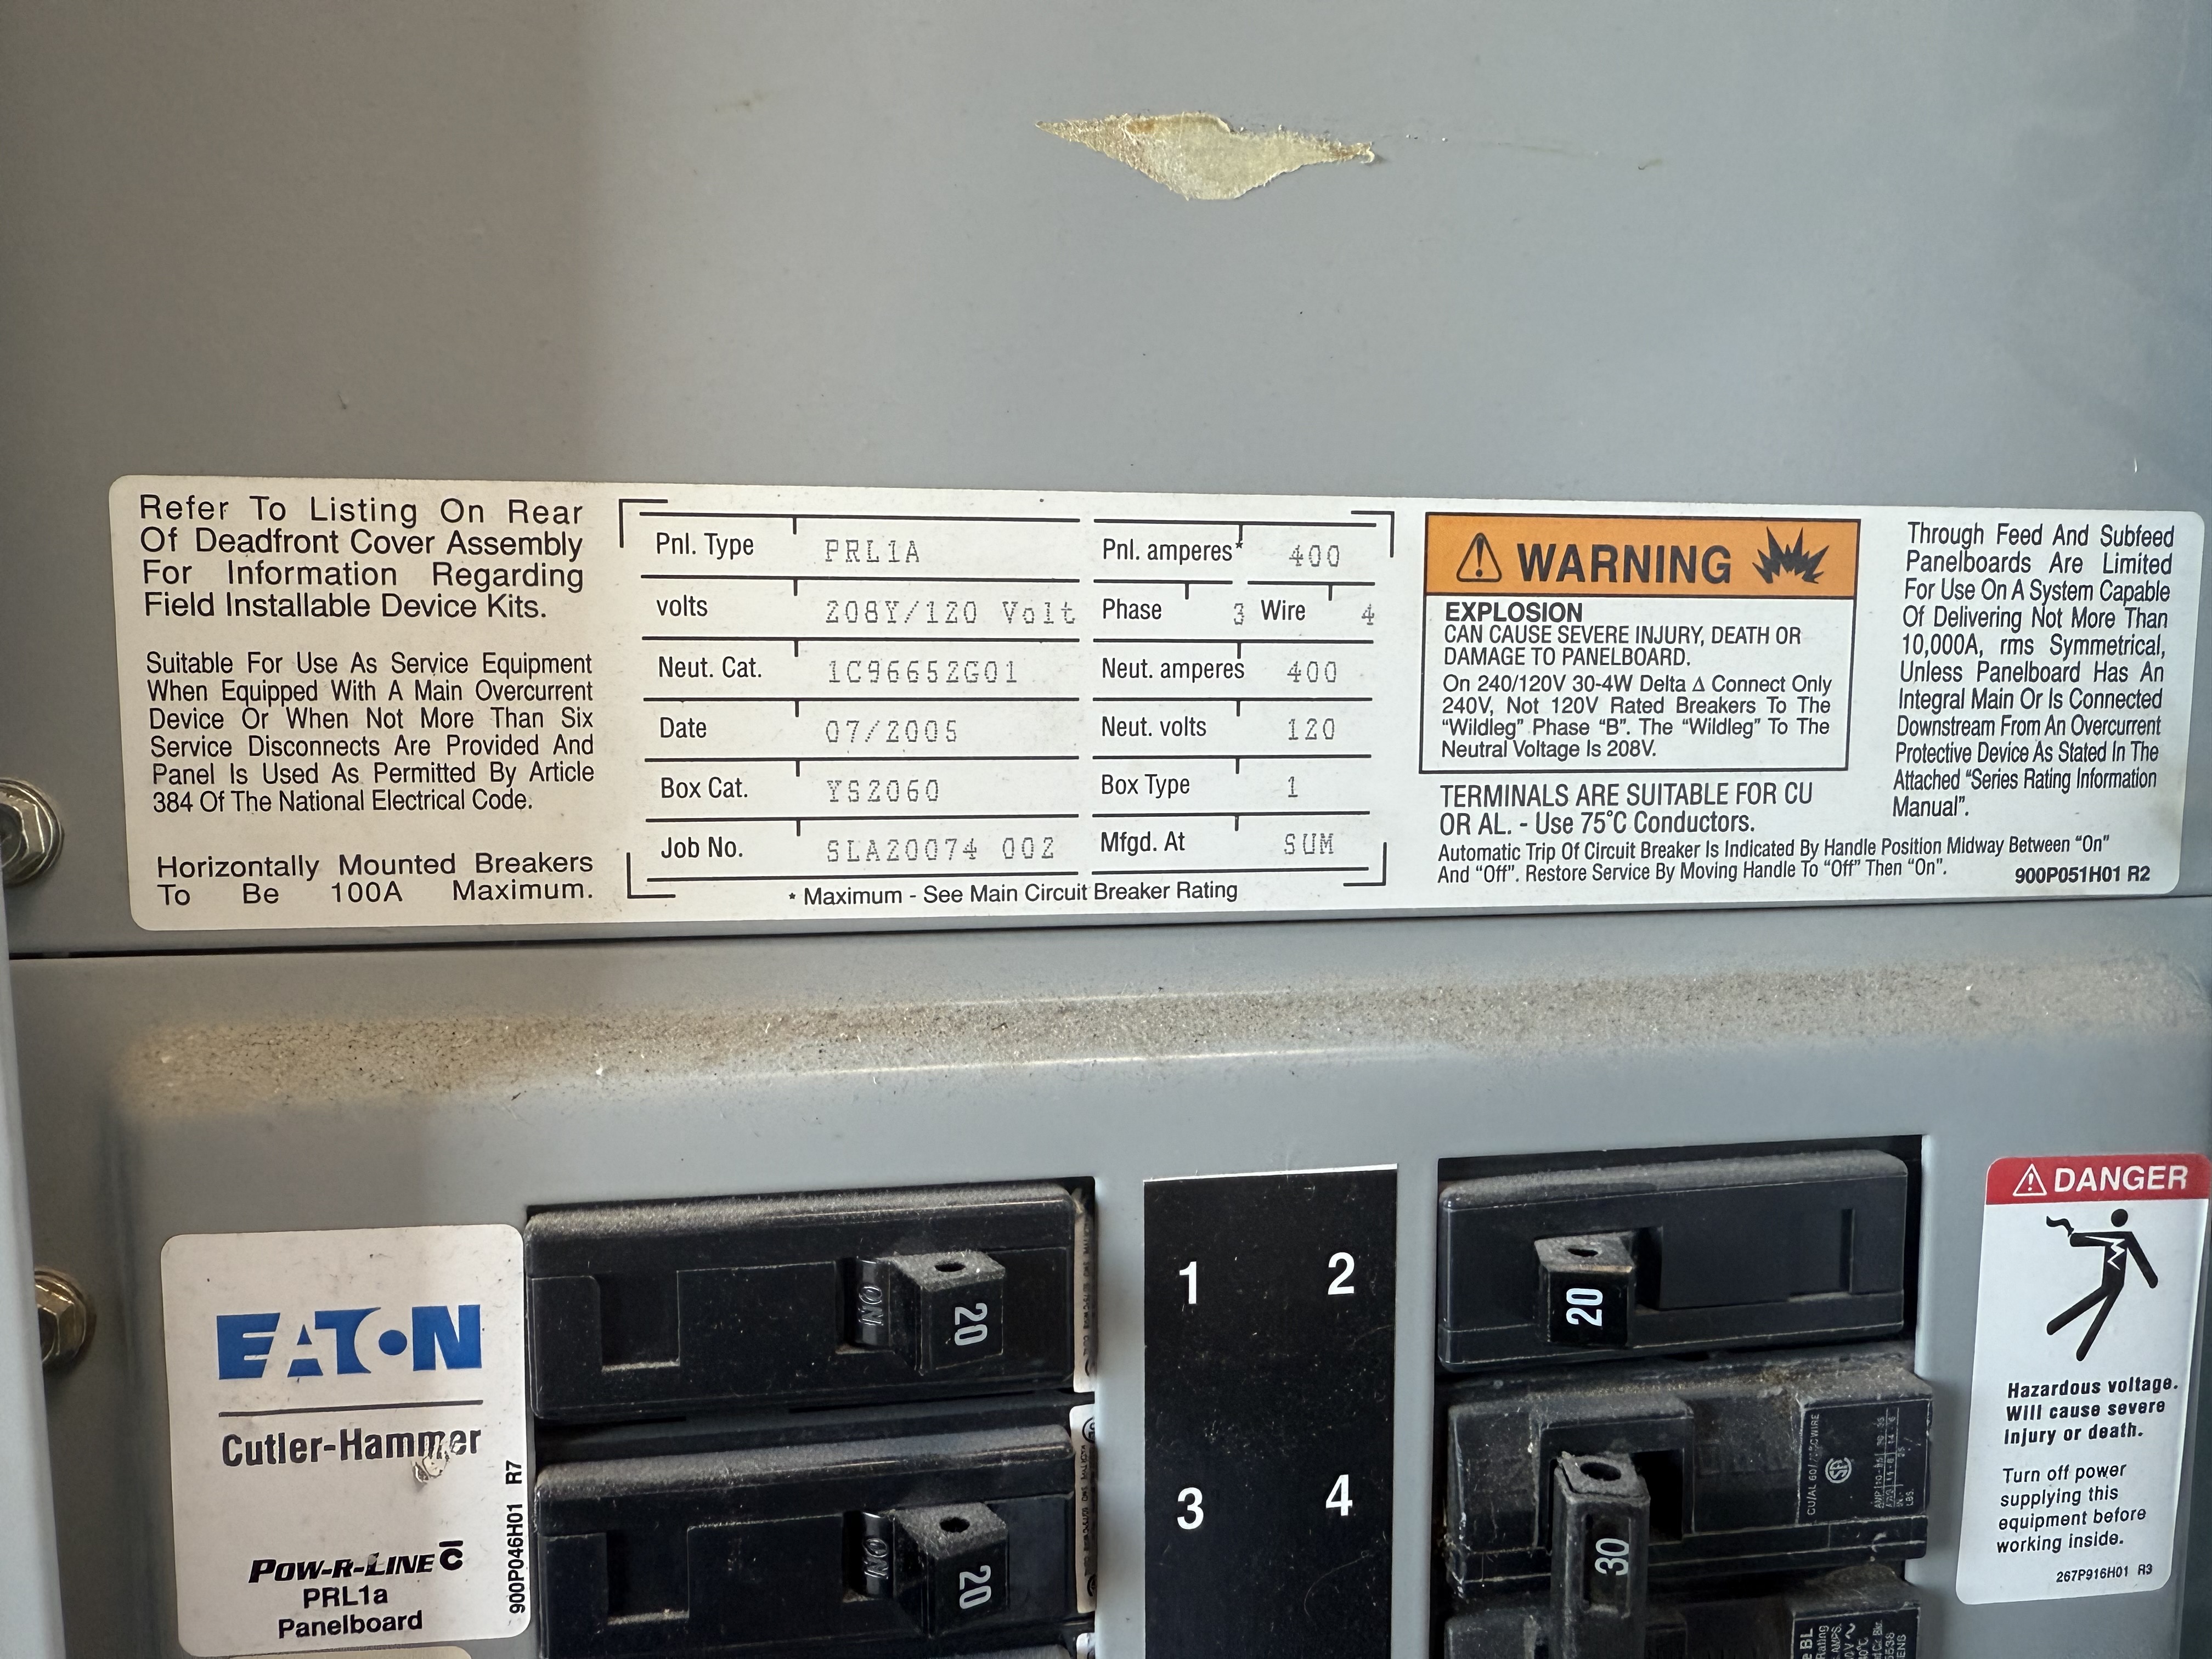 Refer To Listing On Rear
Of Deadfront Cover Assembly
For Information Regarding
Field Installable Device Kits.
Suitable For Use As Service Equipment
When Equipped With A Main Overcurrent
Device Or When Not More Than Six
Service Disconnects Are Provided And
Panel Is Used As Permitted By Article
384 Of The National Electrical Code.
Horizontally Mounted Breakers
To Be 100A Maximum.
Pnl. Type PRL1A Pnl. amperes* 400
volts 208Y/120 Volt Phase 3 Wire 4
Neut. Cat. 1C96652G01 Neut. amperes 400
Date 07/2005 Neut. volts 120
Box Cat. YS2060 Box Type 1
Job No. SLA20074 002 Mfgd. At SUM
* Maximum - See Main Circuit Breaker Rating
WARNING
EXPLOSION
CAN CAUSE SEVERE INJURY, DEATH OR
DAMAGE TO PANELBOARD.
On 240/120V 30-4W Delta Δ Connect Only
240V, Not 120V Rated Breakers To The
“Wildleg” Phase “B”. The “Wildleg” To The
Neutral Voltage Is 208V.
TERMINALS ARE SUITABLE FOR CU
OR AL. - Use 75°C Conductors.
Automatic Trip Of Circuit Breaker Is Indicated By Handle Position Midway Between “On”
And “Off”. Restore Service By Moving Handle To “Off” Then “On”.
900P051H01 R2
Through Feed And Subfeed
Panelboards Are Limited
For Use On A System Capable
Of Delivering Not More Than
10,000A, rms Symmetrical,
Unless Panelboard Has An
Integral Main Or Is Connected
Downstream From An Overcurrent
Protective Device As Stated In The
Attached “Series Rating Information
Manual”.
EATON
Cutler-Hammer
POW-R-LINE C
PRL1a
Panelboard
900P046H01 R7
ON
20
ON
20
1 2
3 4
20
30
CU/AL 60/75°C WIRE
BL
DANGER
Hazardous voltage.
Will cause severe
injury or death.
Turn off power
supplying this
equipment before
working inside.
267P916H01 R3